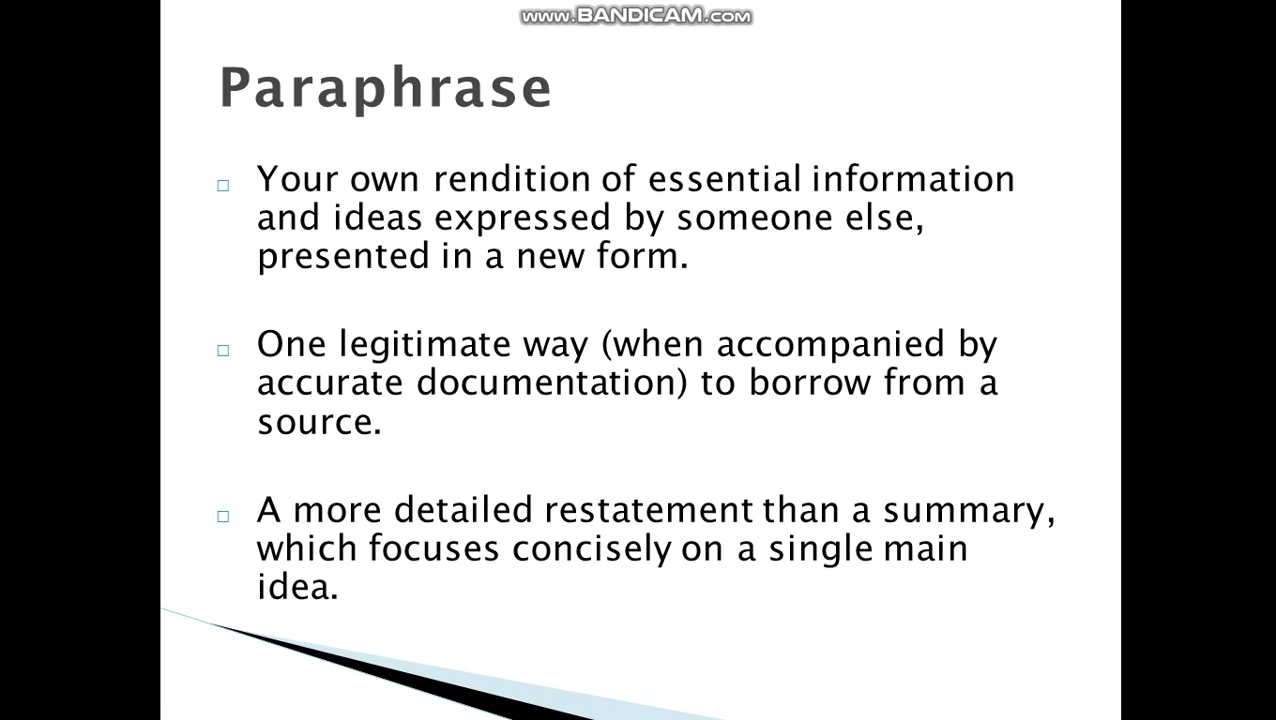 www.BANDICAM.com
Paraphrase
Your own rendition of essential information
and ideas expressed by someone else,
presented in a new form.
One legitimate way (when accompanied by
accurate documentation) to borrow from a
source.
A more detailed restatement than a summary,
which focuses concisely on a single main
idea.